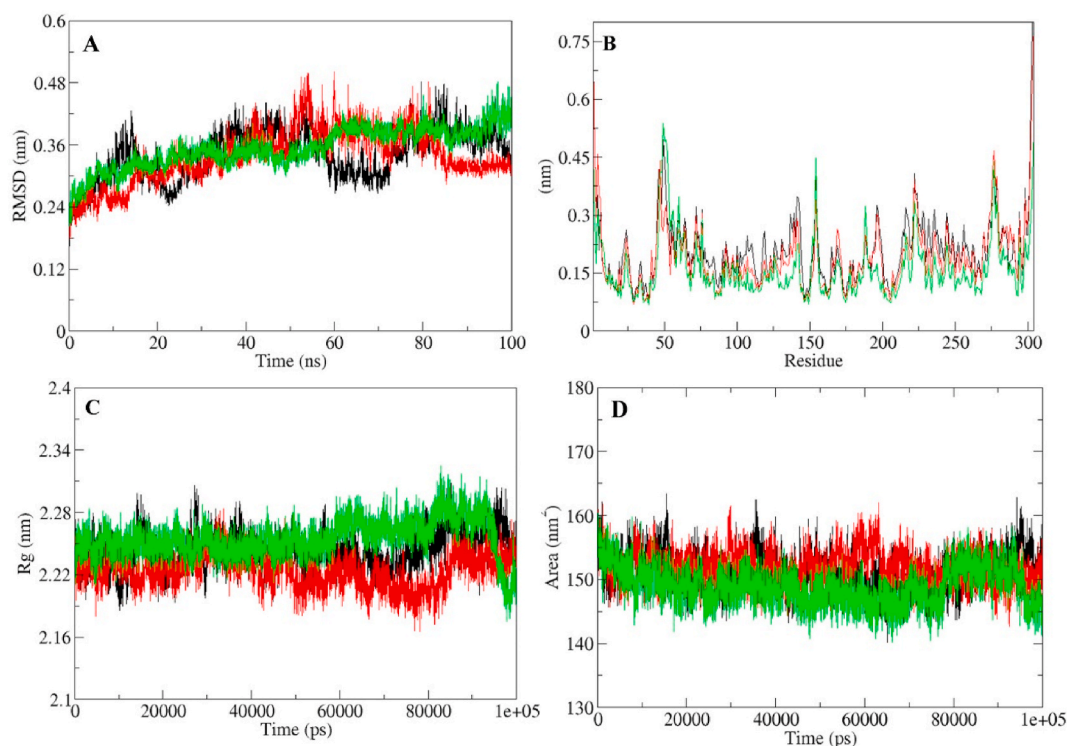 A
RMSD (nm)
0.6
0.48
0.36
0.24
0.12
0
0 20 40 60 80 100
Time (ns)
B
(nm)
0.75
0.6
0.45
0.3
0.15
0
50 100 150 200 250 300
Residue
C
Rg (nm)
2.4
2.34
2.28
2.22
2.16
2.1
0 20000 40000 60000 80000 1e+05
Time (ps)
D
Area (nm²)
180
170
160
150
140
130
0 20000 40000 60000 80000 1e+05
Time (ps)